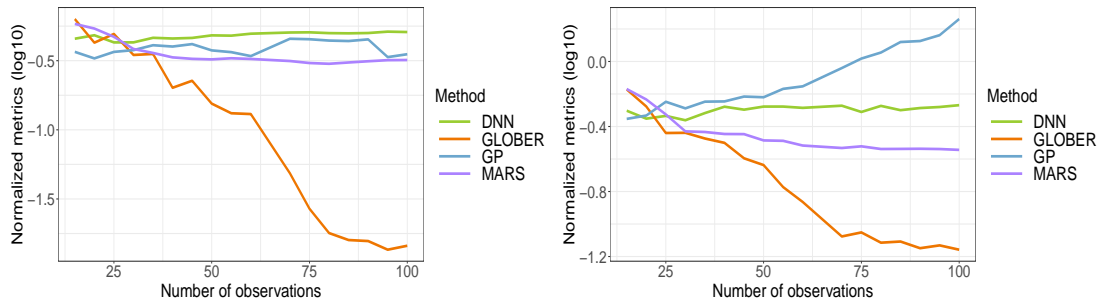 Normalized metrics (log10)
−0.5
−1.0
−1.5
25
50
75
100
Number of observations
Method
DNN
GLOBER
GP
MARS
Normalized metrics (log10)
0.0
−0.4
−0.8
−1.2
25
50
75
100
Number of observations
Method
DNN
GLOBER
GP
MARS